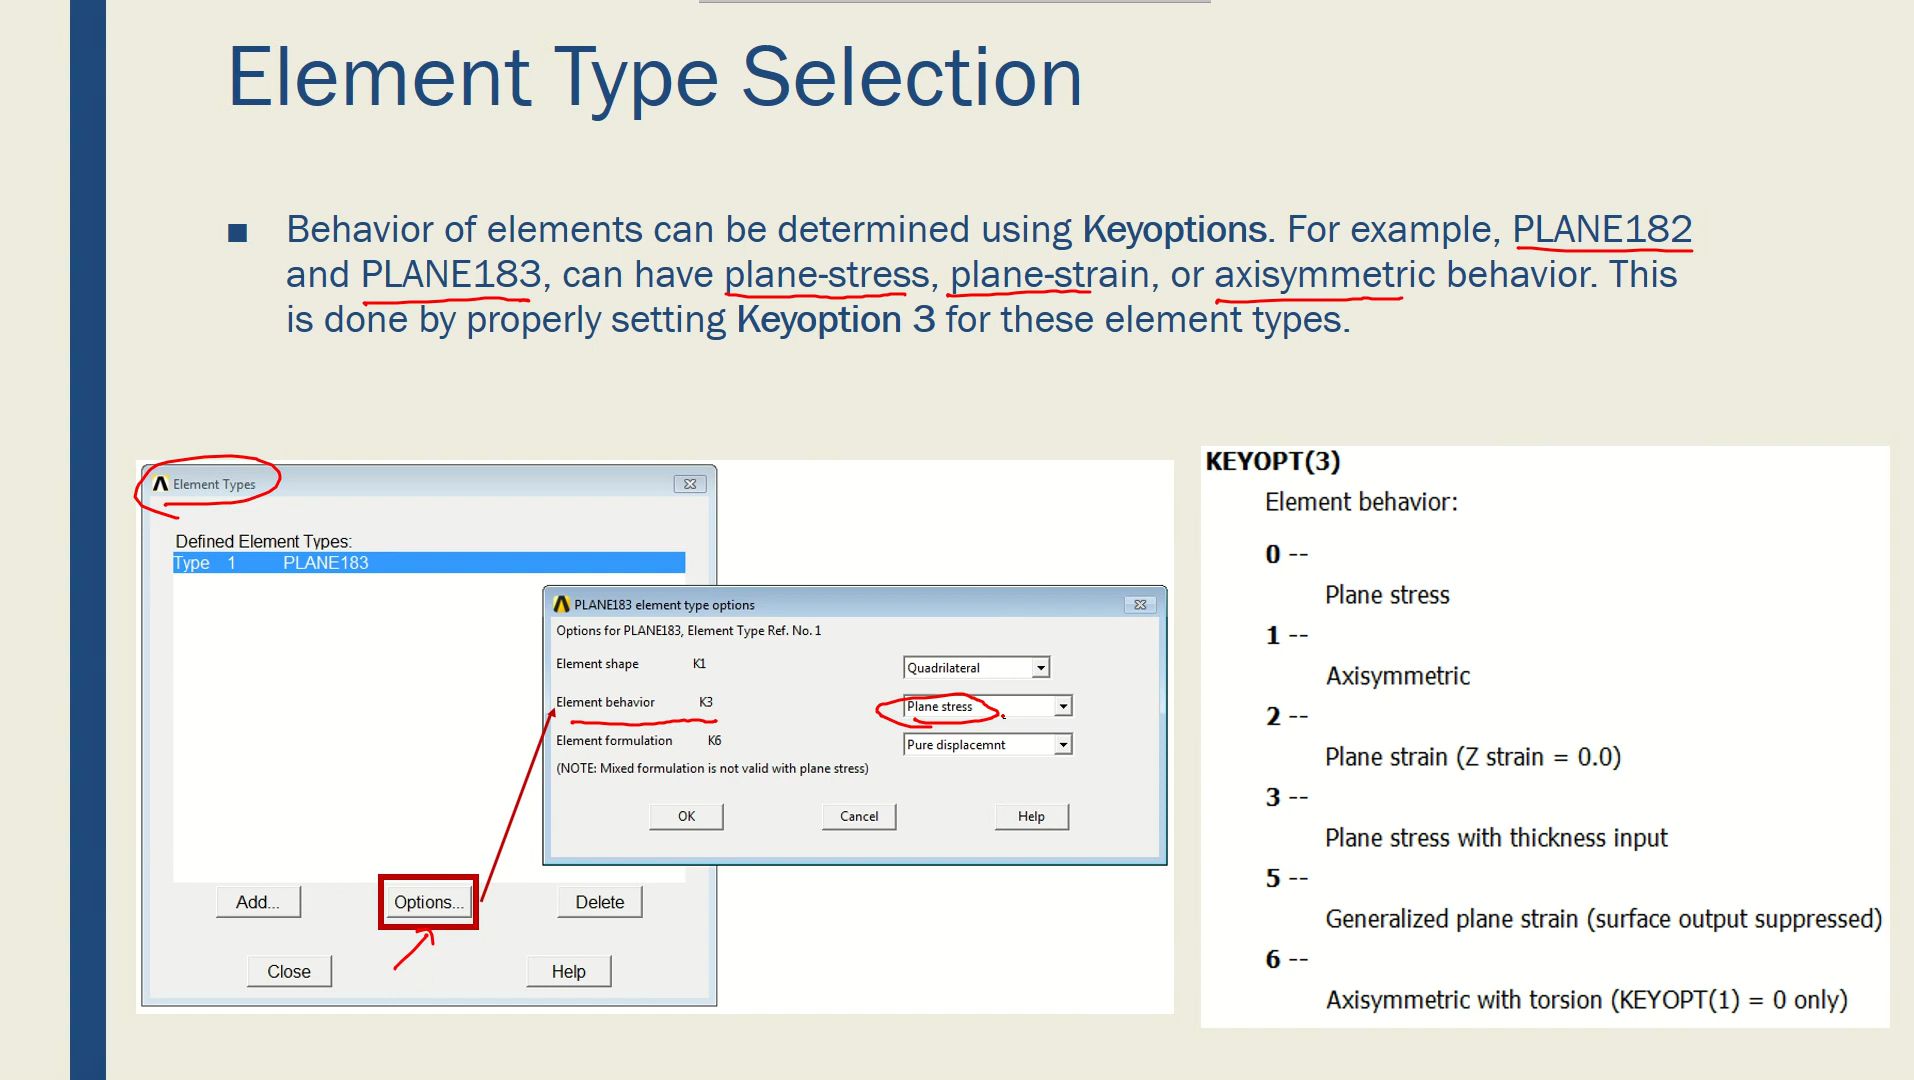 Element Type Selection
■ Behavior of elements can be determined using Keyoptions. For example, PLANE182
and PLANE183, can have plane-stress, plane-strain, or axisymmetric behavior. This
is done by properly setting Keyoption 3 for these element types.
Element Types
Defined Element Types:
Type 1 PLANE183
Add... Options... Delete
Close Help
PLANE183 element type options
Options for PLANE183, Element Type Ref. No. 1
Element shape K1 Quadrilateral
Element behavior K3 Plane stress
Element formulation K6 Pure displacemnt
(NOTE: Mixed formulation is not valid with plane stress)
OK Cancel Help
KEYOPT(3)
Element behavior:
0 --
Plane stress
1 --
Axisymmetric
2 --
Plane strain (Z strain = 0.0)
3 --
Plane stress with thickness input
5 --
Generalized plane strain (surface output suppressed)
6 --
Axisymmetric with torsion (KEYOPT(1) = 0 only)